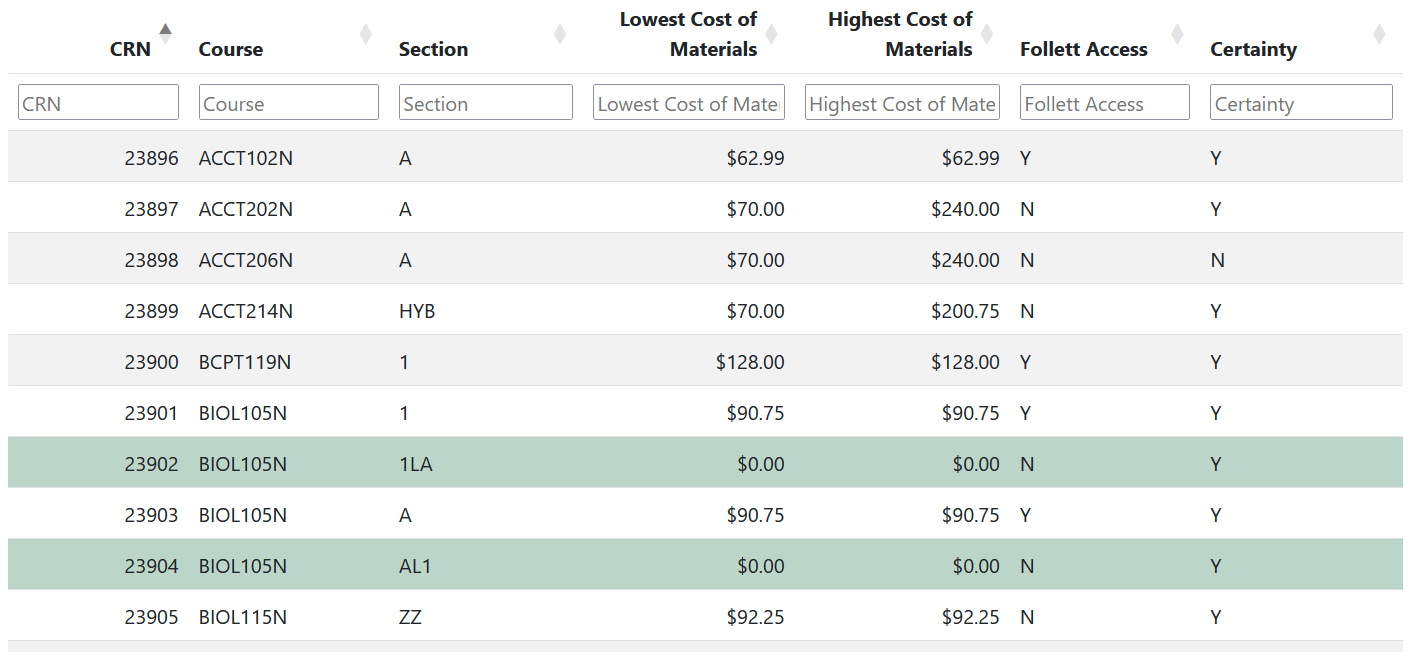 CRN Course Section Lowest Cost of Materials Highest Cost of Materials Follett Access Certainty
CRN Course Section Lowest Cost of Mate Highest Cost of Mate Follett Access Certainty
23896 ACCT102N A $62.99 $62.99 Y Y
23897 ACCT202N A $70.00 $240.00 N Y
23898 ACCT206N A $70.00 $240.00 N N
23899 ACCT214N HYB $70.00 $200.75 N Y
23900 BCPT119N 1 $128.00 $128.00 Y Y
23901 BIOL105N 1 $90.75 $90.75 Y Y
23902 BIOL105N 1LA $0.00 $0.00 N Y
23903 BIOL105N A $90.75 $90.75 Y Y
23904 BIOL105N AL1 $0.00 $0.00 N Y
23905 BIOL115N ZZ $92.25 $92.25 N Y